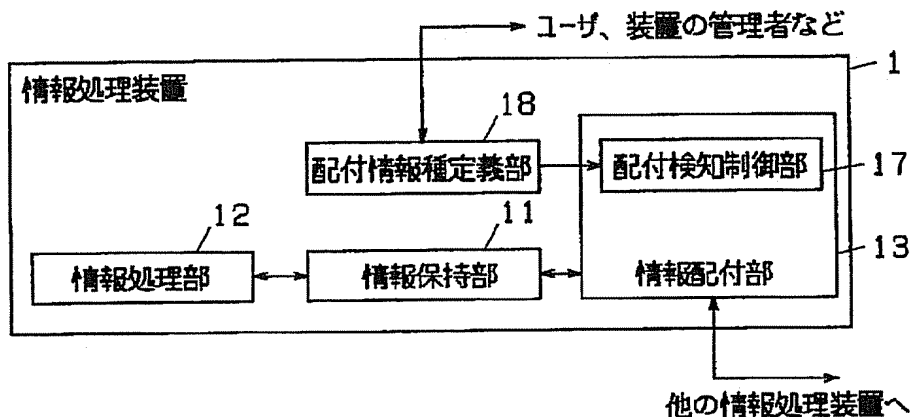 ユーザ、装置の管理者など
1
情報処理装置
18
配付情報種定義部
配付検知制御部
17
12
11
13
情報処理部
情報保持部
情報配付部
他の情報処理装置へ